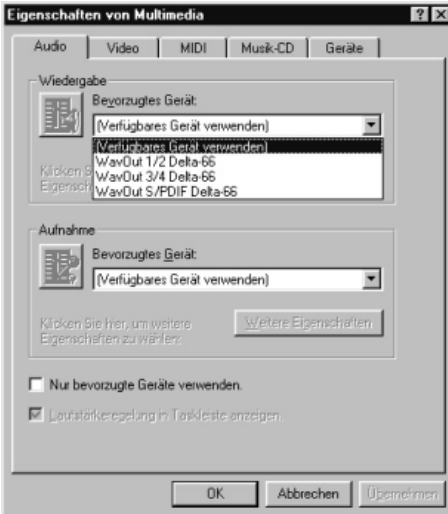 Eigenschaften von Multimedia
Audio Video MIDI Musik-CD Geräte
Wiedergabe
Bevorzugtes Gerät:
(Verfügbares Gerät verwenden)
(Verfügbares Gerät verwenden)
WavOut 1/2 Delta-66
WavOut 3/4 Delta-66
WavOut S/PDIF Delta-66
Klicken S
Eigensch
Aufnahme
Bevorzugtes Gerät:
(Verfügbares Gerät verwenden)
Klicken Sie hier, um weitere
Eigenschaften zu wählen:
Weitere Eigenschaften
Nur bevorzugte Geräte verwenden.
Lautstärkeregelung in Taskleiste anzeigen.
OK Abbrechen Übernehmen